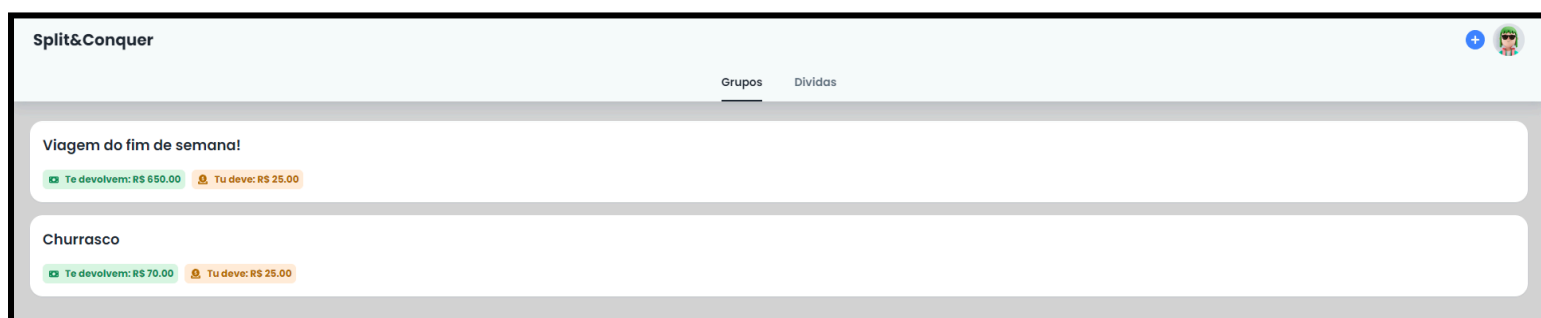 Split&Conquer
Grupos Dividas
Viagem do fim de semana!
Te devolvem: R$ 650.00 Tu deve: R$ 25.00
Churrasco
Te devolvem: R$ 70.00 Tu deve: R$ 25.00